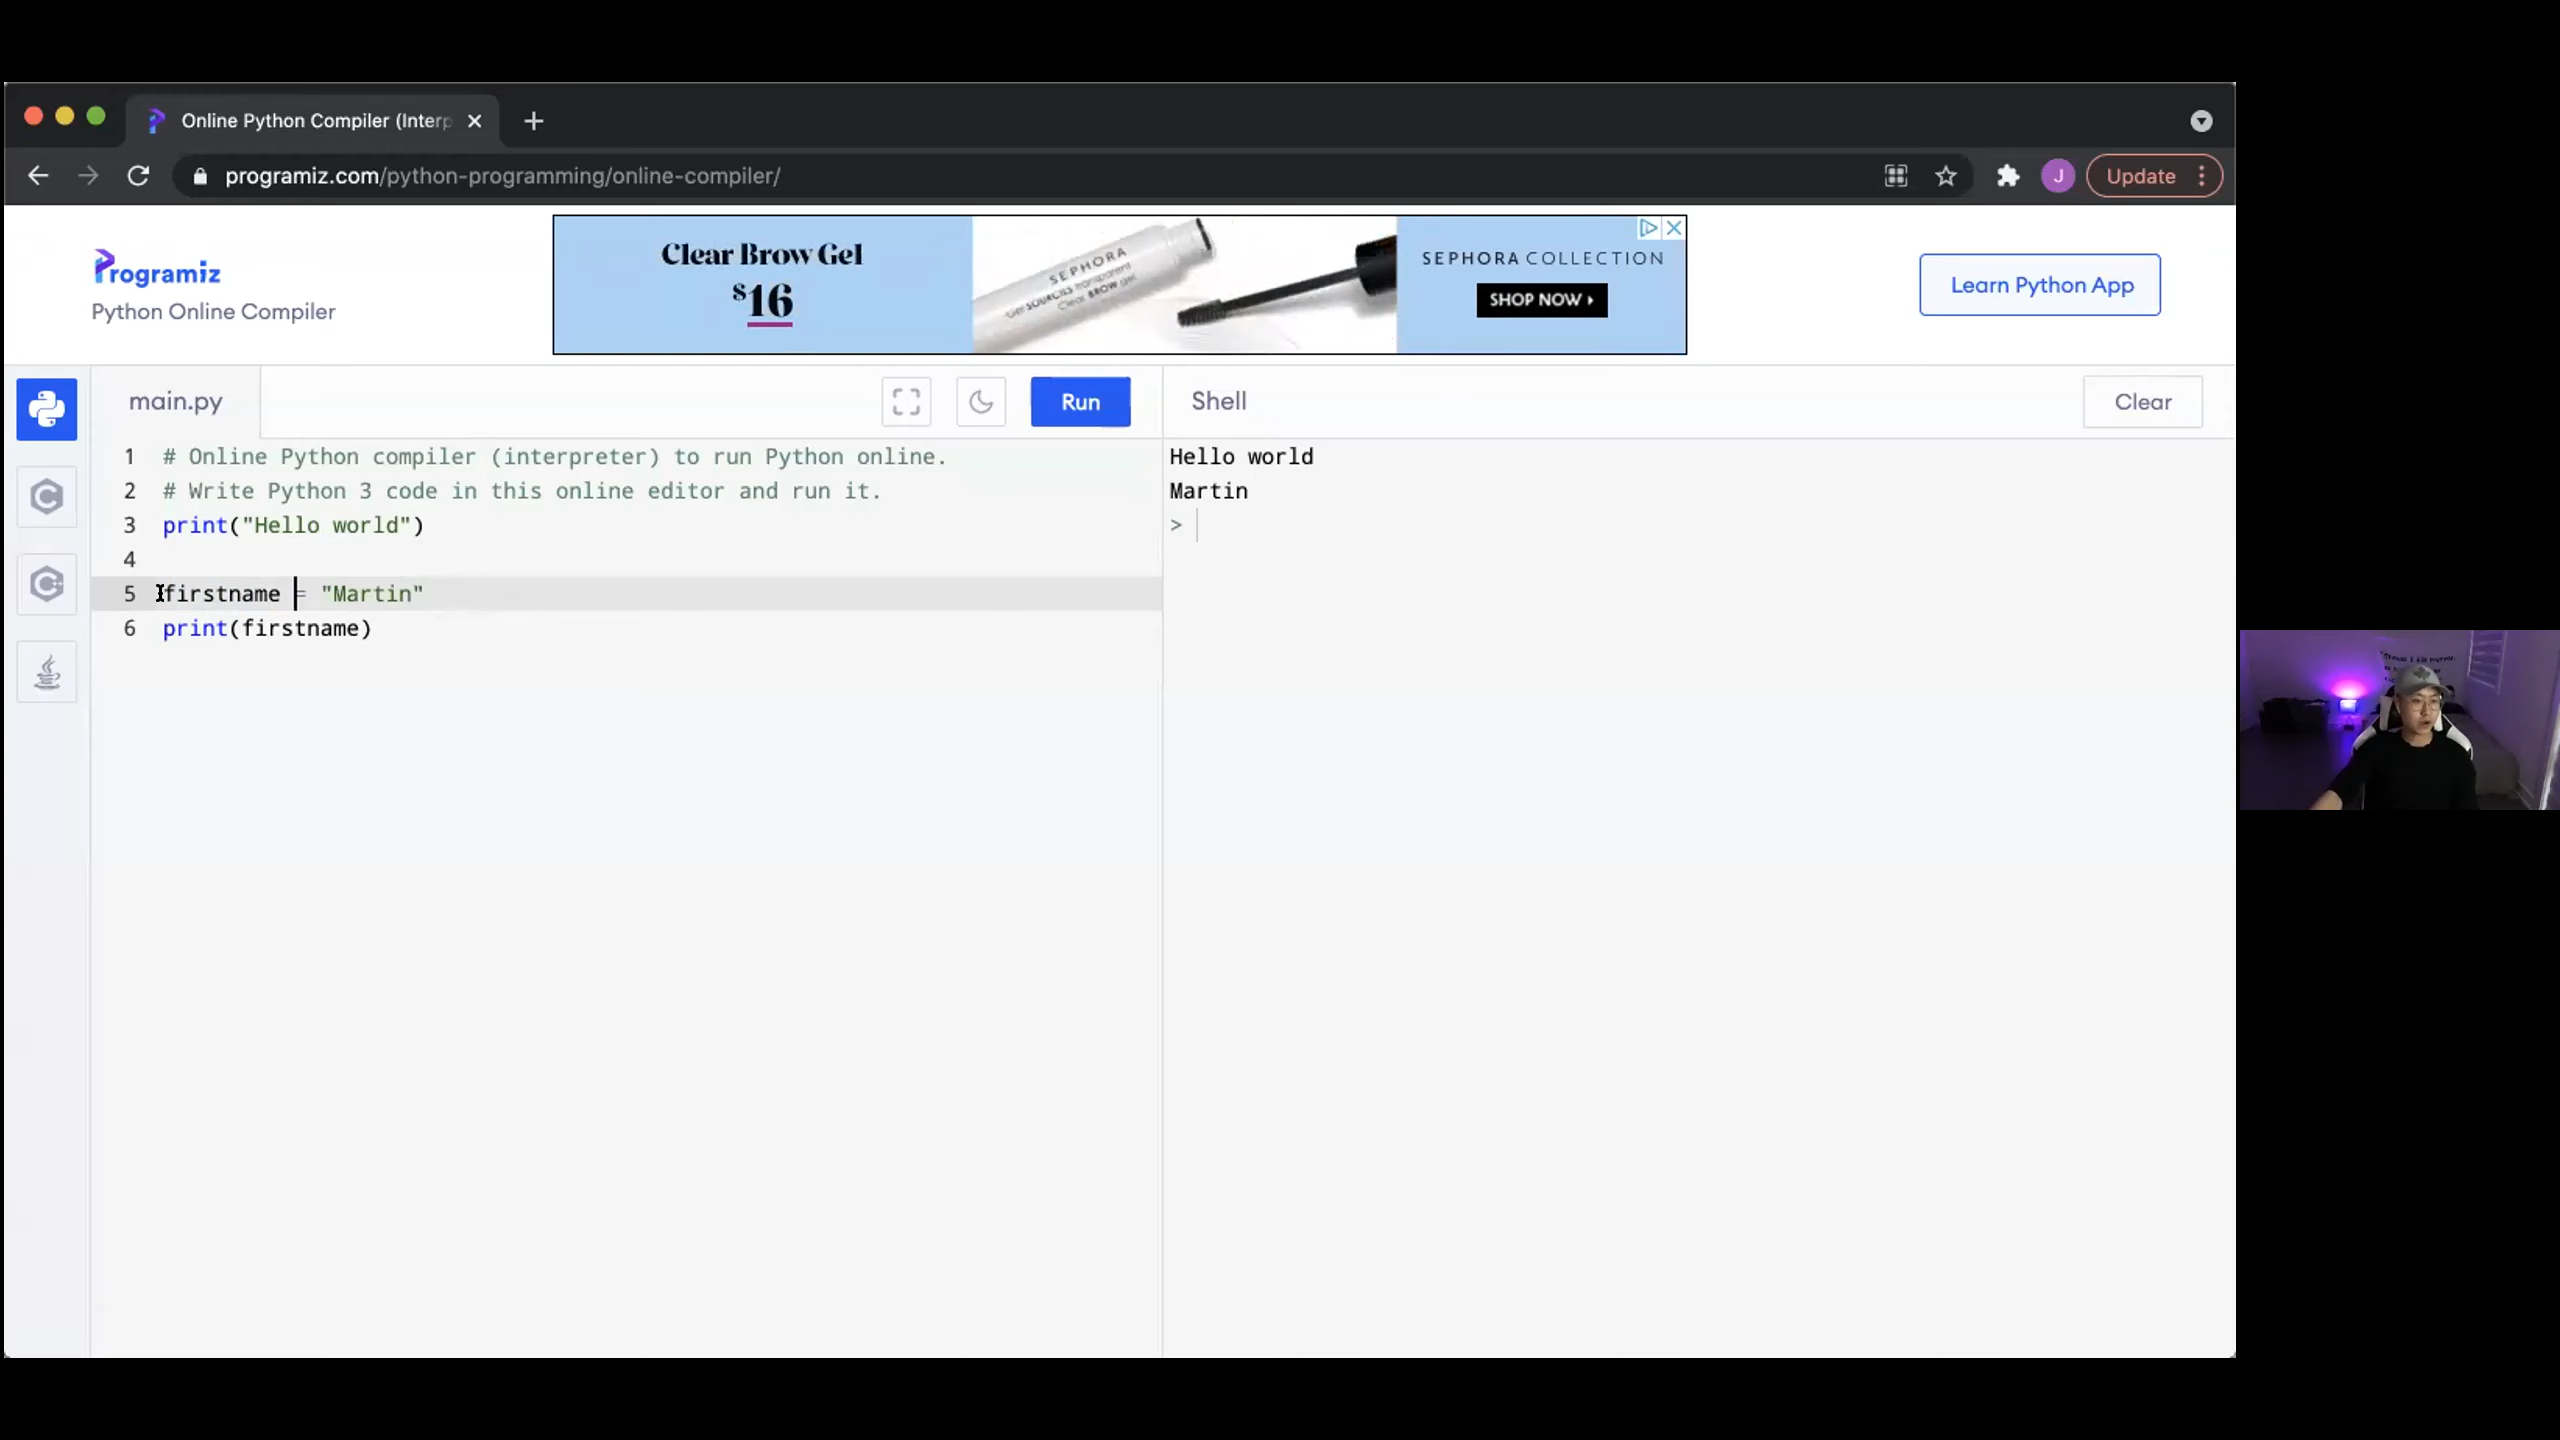 Online Python Compiler (Interp
programiz.com/python-programming/online-compiler/
J
Update
Programiz
Python Online Compiler
Clear Brow Gel
$16
SEPHORA
SEPHORA COLLECTION
SHOP NOW
Learn Python App
main.py
Run
Shell
Clear
1 # Online Python compiler (interpreter) to run Python online.
2 # Write Python 3 code in this online editor and run it.
3 print("Hello world")
4
5 firstname = "Martin"
6 print(firstname)
Hello world
Martin
>